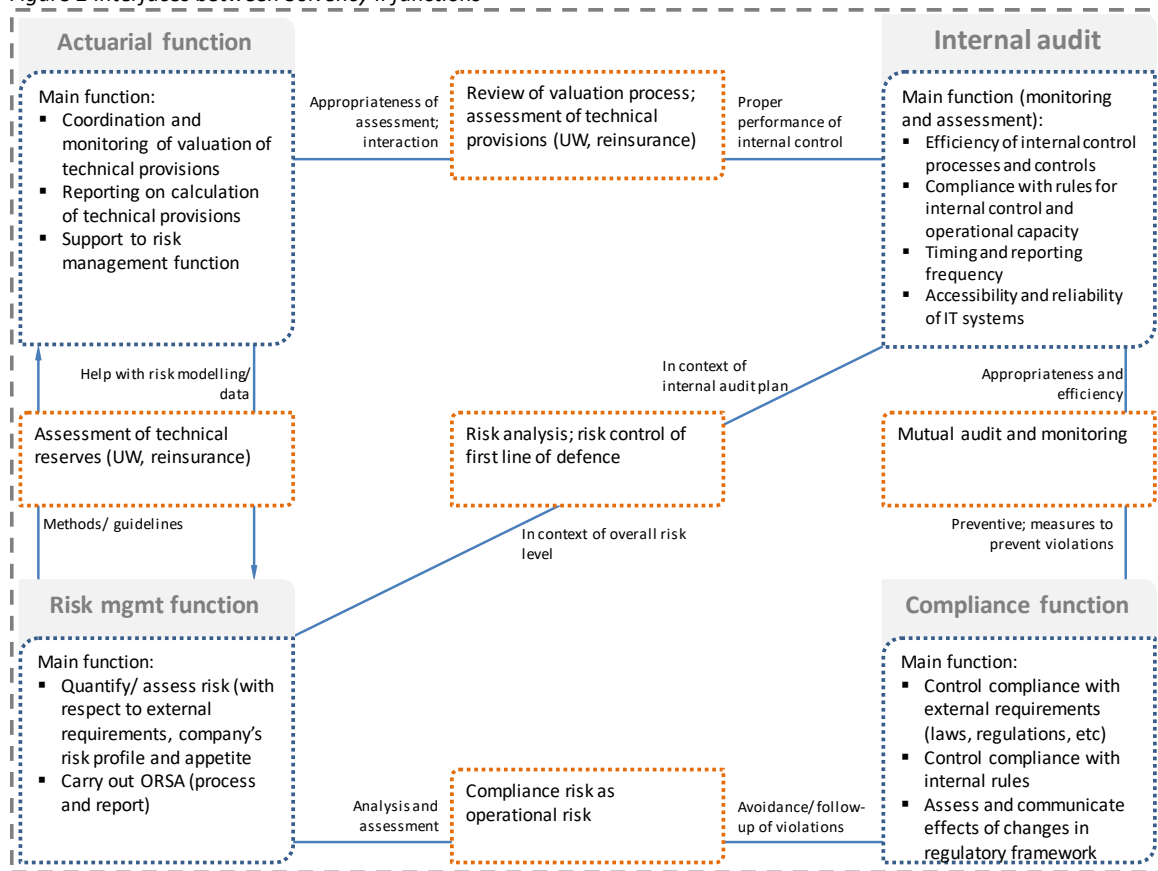 Figure Interfaces between Solvency II functions
Actuarial function
Main function:
▪ Coordination and
monitoring of valuation of
technical provisions
▪ Reporting on calculation
of technical provisions
▪ Support to risk
management function
Appropriateness of
assessment;
interaction
Review of valuation process;
assessment of technical
provisions (UW, reinsurance)
Proper
performance of
internal control
Internal audit
Main function (monitoring
and assessment):
▪ Efficiency of internal control
processes and controls
▪ Compliance with rules for
internal control and
operational capacity
▪ Timing and reporting
frequency
▪ Accessibility and reliability
of IT systems
Help with risk modelling/
data
Assessment of technical
reserves (UW, reinsurance)
Methods/ guidelines
In context of
internal audit plan
Risk analysis; risk control of
first line of defence
In context of overall risk
level
Appropriateness and
efficiency
Mutual audit and monitoring
Preventive; measures to
prevent violations
Risk mgmt function
Main function:
▪ Quantify/ assess risk (with
respect to external
requirements, company's
risk profile and appetite
▪ Carry out ORSA (process
and report)
Analysis and
assessment
Compliance risk as
operational risk
Avoidance/ follow-
up of violations
Compliance function
Main function:
▪ Control compliance with
external requirements
(laws, regulations, etc)
▪ Control compliance with
internal rules
▪ Assess and communicate
effects of changes in
regulatory framework